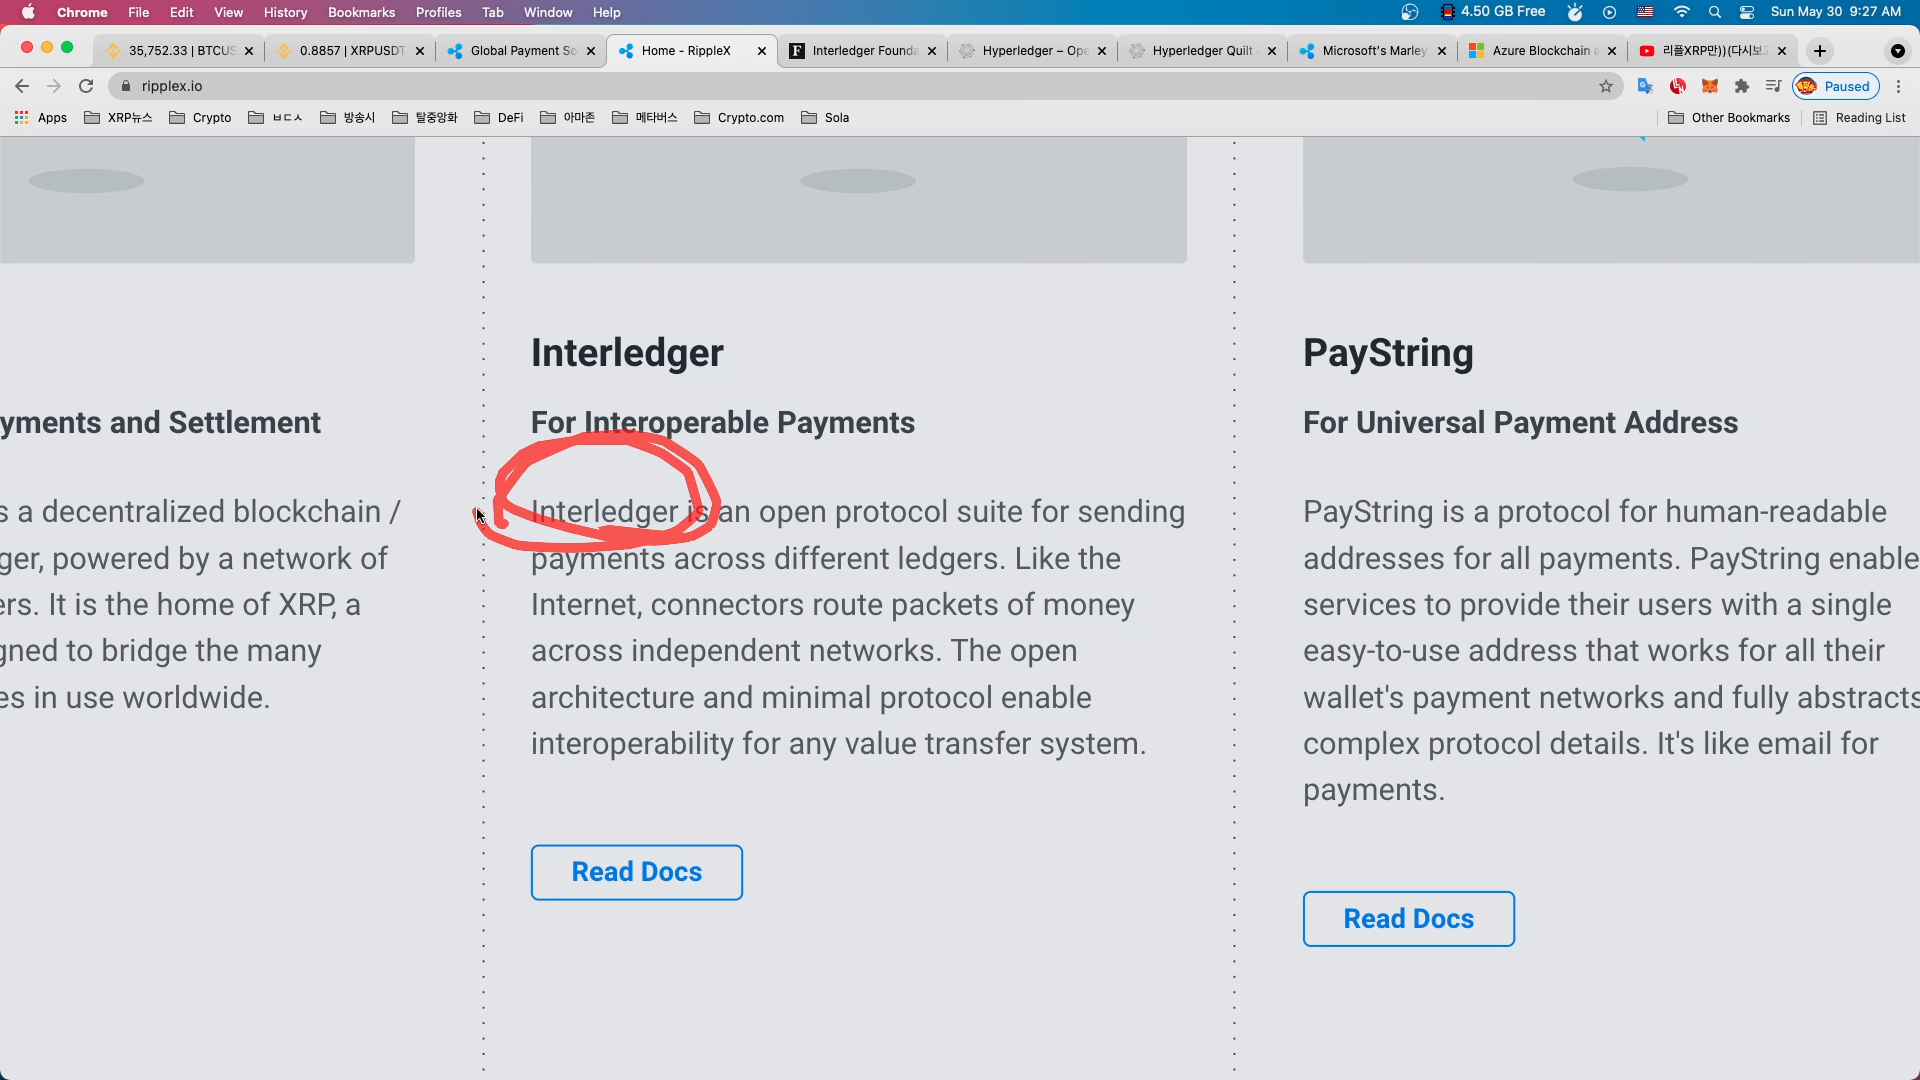 Chrome File Edit View History Bookmarks Profiles Tab Window Help 4.50 GB Free Sun May 30 9:27 AM
35,752.33 | BTCUS 0.8857 | XRPUSDT Global Payment So Home - RippleX Interledger Founda Hyperledger – Ope Hyperledger Quilt Microsoft's Marley Azure Blockchain a 리플XRP만))(다시보
ripplex.io Paused
Apps XRP뉴스 Crypto ㅂㄷㅅ 방송시 탈중앙화 DeFi 아마존 메타버스 Crypto.com Sola Other Bookmarks Reading List
yments and Settlement
s a decentralized blockchain /
ger, powered by a network of
ers. It is the home of XRP, a
gned to bridge the many
es in use worldwide.
Interledger
For Interoperable Payments
Interledger is an open protocol suite for sending
payments across different ledgers. Like the
Internet, connectors route packets of money
across independent networks. The open
architecture and minimal protocol enable
interoperability for any value transfer system.
Read Docs
PayString
For Universal Payment Address
PayString is a protocol for human-readable
addresses for all payments. PayString enable
services to provide their users with a single
easy-to-use address that works for all their
wallet's payment networks and fully abstracts
complex protocol details. It's like email for
payments.
Read Docs